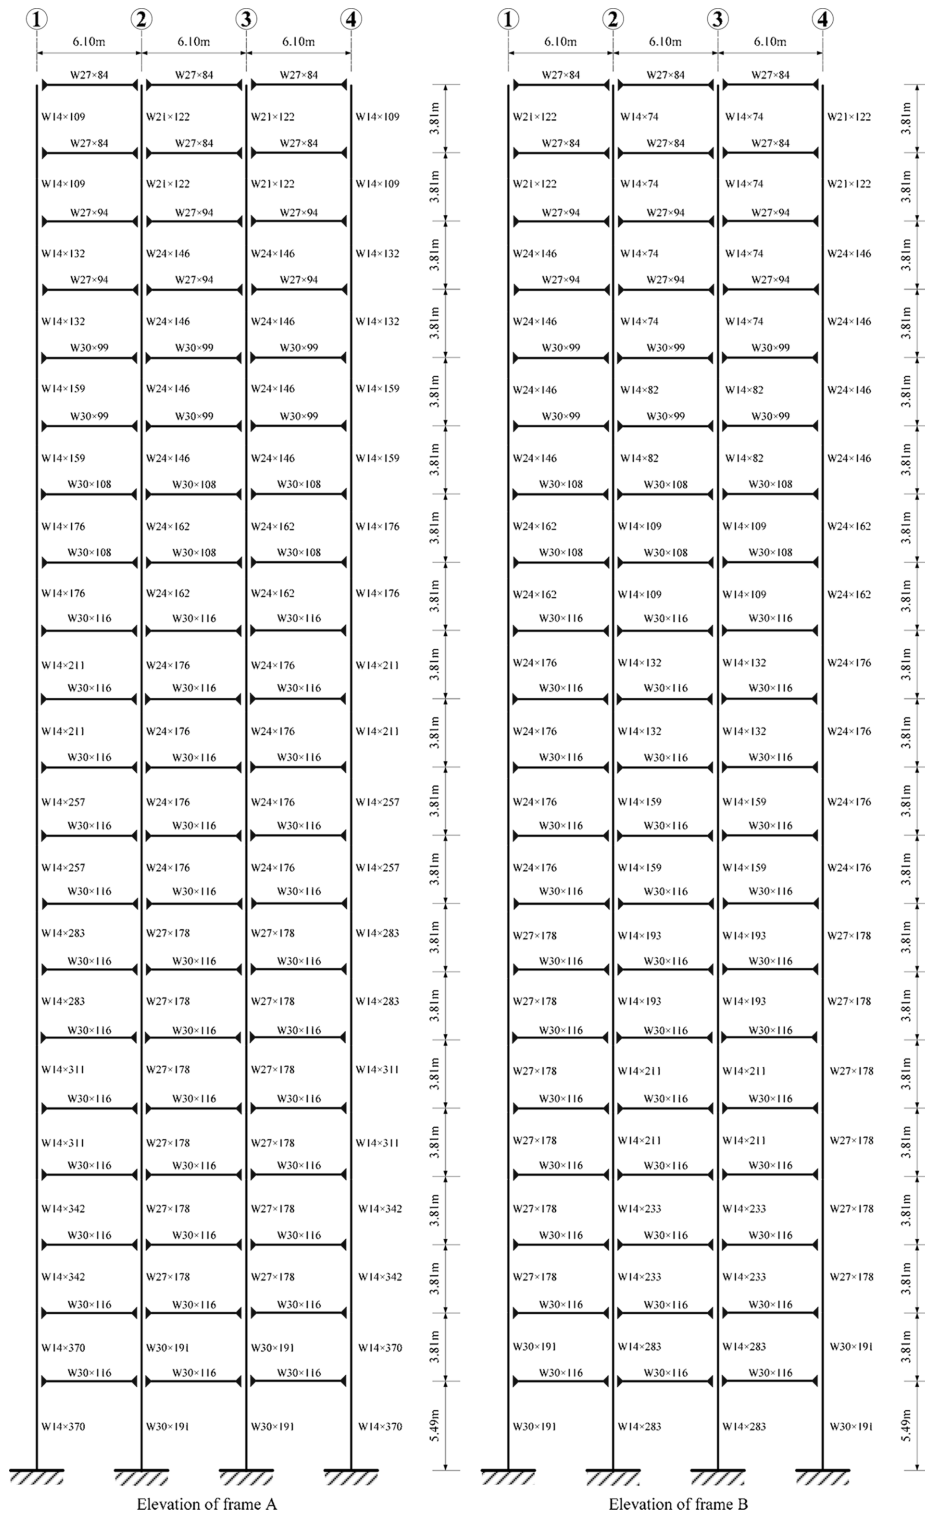 1 2 3 4 1 2 3 4
6.10m 6.10m 6.10m 6.10m 6.10m 6.10m
W27×84 W27×84 W27×84 W27×84 W27×84 W27×84
W14×109 W21×122 W21×122 W14×109 3.81m W21×122 W14×74 W14×74 W21×122 3.81m
W27×84 W27×84 W27×84 W27×84 W27×84 W27×84
W14×109 W21×122 W21×122 W14×109 3.81m W21×122 W14×74 W14×74 W21×122 3.81m
W27×94 W27×94 W27×94 W27×94 W27×94 W27×94
W14×132 W24×146 W24×146 W14×132 3.81m W24×146 W14×74 W14×74 W24×146 3.81m
W27×94 W27×94 W27×94 W27×94 W27×94 W27×94
W14×132 W24×146 W24×146 W14×132 3.81m W24×146 W14×74 W14×74 W24×146 3.81m
W30×99 W30×99 W30×99 W30×99 W30×99 W30×99
W14×159 W24×146 W24×146 W14×159 3.81m W24×146 W14×82 W14×82 W24×146 3.81m
W30×99 W30×99 W30×99 W30×99 W30×99 W30×99
W14×159 W24×146 W24×146 W14×159 3.81m W24×146 W14×82 W14×82 W24×146 3.81m
W30×108 W30×108 W30×108 W30×108 W30×108 W30×108
W14×176 W24×162 W24×162 W14×176 3.81m W24×162 W14×109 W14×109 W24×162 3.81m
W30×108 W30×108 W30×108 W30×108 W30×108 W30×108
W14×176 W24×162 W24×162 W14×176 3.81m W24×162 W14×109 W14×109 W24×162 3.81m
W30×116 W30×116 W30×116 W30×116 W30×116 W30×116
W14×211 W24×176 W24×176 W14×211 3.81m W24×176 W14×132 W14×132 W24×176 3.81m
W30×116 W30×116 W30×116 W30×116 W30×116 W30×116
W14×211 W24×176 W24×176 W14×211 3.81m W24×176 W14×132 W14×132 W24×176 3.81m
W30×116 W30×116 W30×116 W30×116 W30×116 W30×116
W14×257 W24×176 W24×176 W14×257 3.81m W24×176 W14×159 W14×159 W24×176 3.81m
W30×116 W30×116 W30×116 W30×116 W30×116 W30×116
W14×257 W24×176 W24×176 W14×257 3.81m W24×176 W14×159 W14×159 W24×176 3.81m
W30×116 W30×116 W30×116 W30×116 W30×116 W30×116
W14×283 W27×178 W27×178 W14×283 3.81m W27×178 W14×193 W14×193 W27×178 3.81m
W30×116 W30×116 W30×116 W30×116 W30×116 W30×116
W14×283 W27×178 W27×178 W14×283 3.81m W27×178 W14×193 W14×193 W27×178 3.81m
W30×116 W30×116 W30×116 W30×116 W30×116 W30×116
W14×311 W27×178 W27×178 W14×311 3.81m W27×178 W14×211 W14×211 W27×178 3.81m
W30×116 W30×116 W30×116 W30×116 W30×116 W30×116
W14×311 W27×178 W27×178 W14×311 3.81m W27×178 W14×211 W14×211 W27×178 3.81m
W30×116 W30×116 W30×116 W30×116 W30×116 W30×116
W14×342 W27×178 W27×178 W14×342 3.81m W27×178 W14×233 W14×233 W27×178 3.81m
W30×116 W30×116 W30×116 W30×116 W30×116 W30×116
W14×342 W27×178 W27×178 W14×342 3.81m W27×178 W14×233 W14×233 W27×178 3.81m
W30×116 W30×116 W30×116 W30×116 W30×116 W30×116
W14×370 W30×191 W30×191 W14×370 3.81m W30×191 W14×283 W14×283 W30×191 3.81m
W30×116 W30×116 W30×116 W30×116 W30×116 W30×116
W14×370 W30×191 W30×191 W14×370 5.49m W30×191 W14×283 W14×283 W30×191 5.49m
Elevation of frame A Elevation of frame B